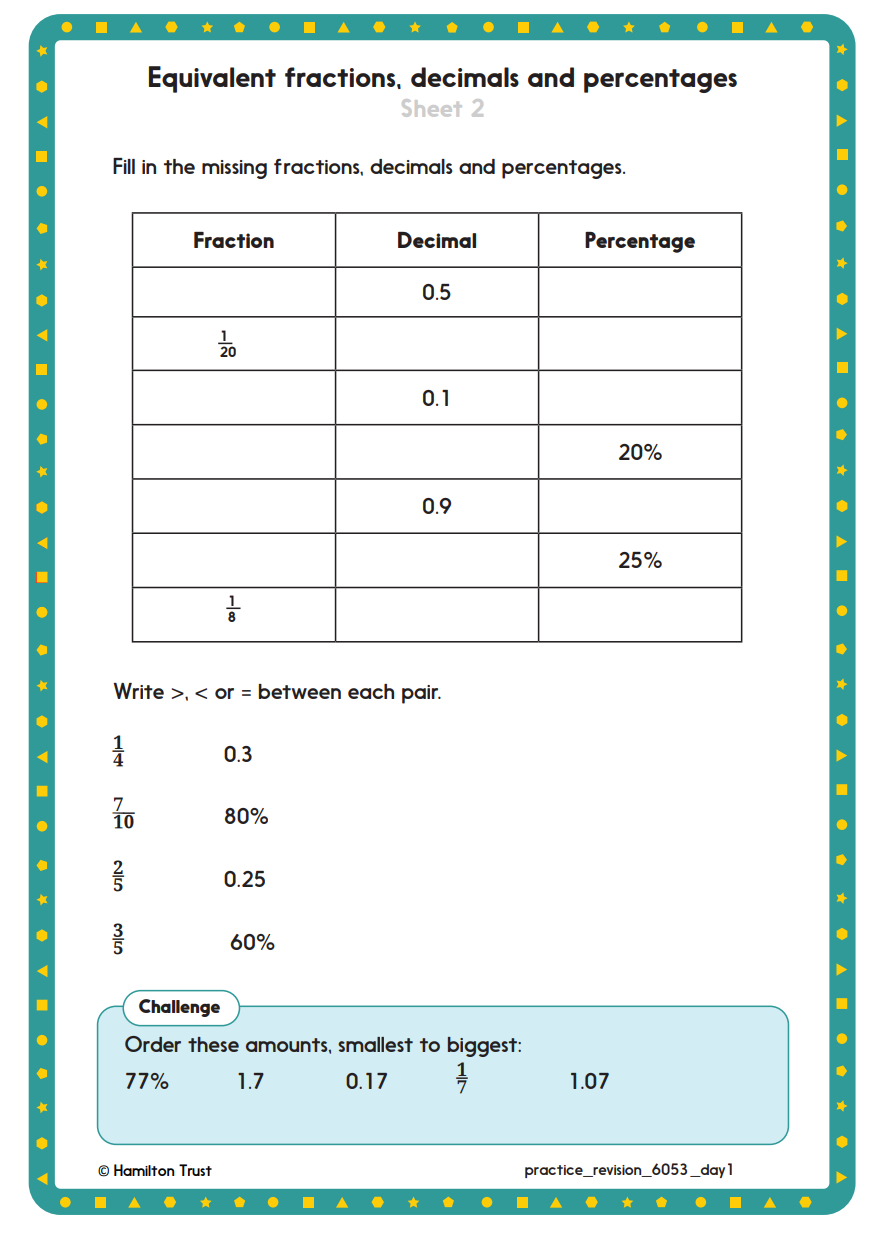 Equivalent fractions, decimals and percentages
Sheet 2
Fill in the missing fractions, decimals and percentages.
Fraction Decimal Percentage
0.5
1/20
0.1
20%
0.9
25%
1/8
Write >, < or = between each pair.
1/4 0.3
7/10 80%
2/5 0.25
3/5 60%
Challenge
Order these amounts, smallest to biggest:
77% 1.7 0.17 1/7 1.07
© Hamilton Trust practice_revision_6053_day1